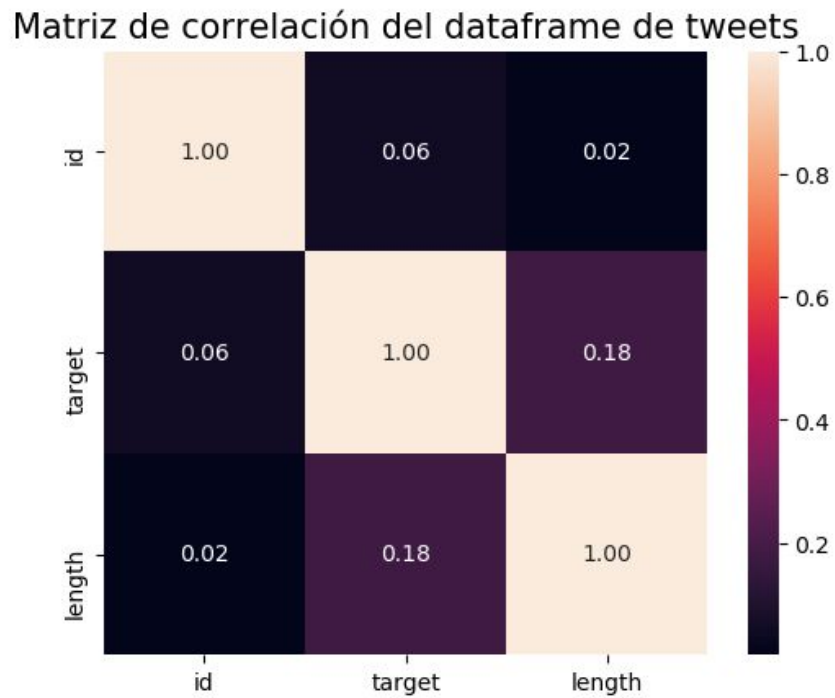 Matriz de correlación del dataframe de tweets
id
1.00
0.06
0.02
target
0.06
1.00
0.18
length
0.02
0.18
1.00
id
target
length
1.0
0.8
0.6
0.4
0.2